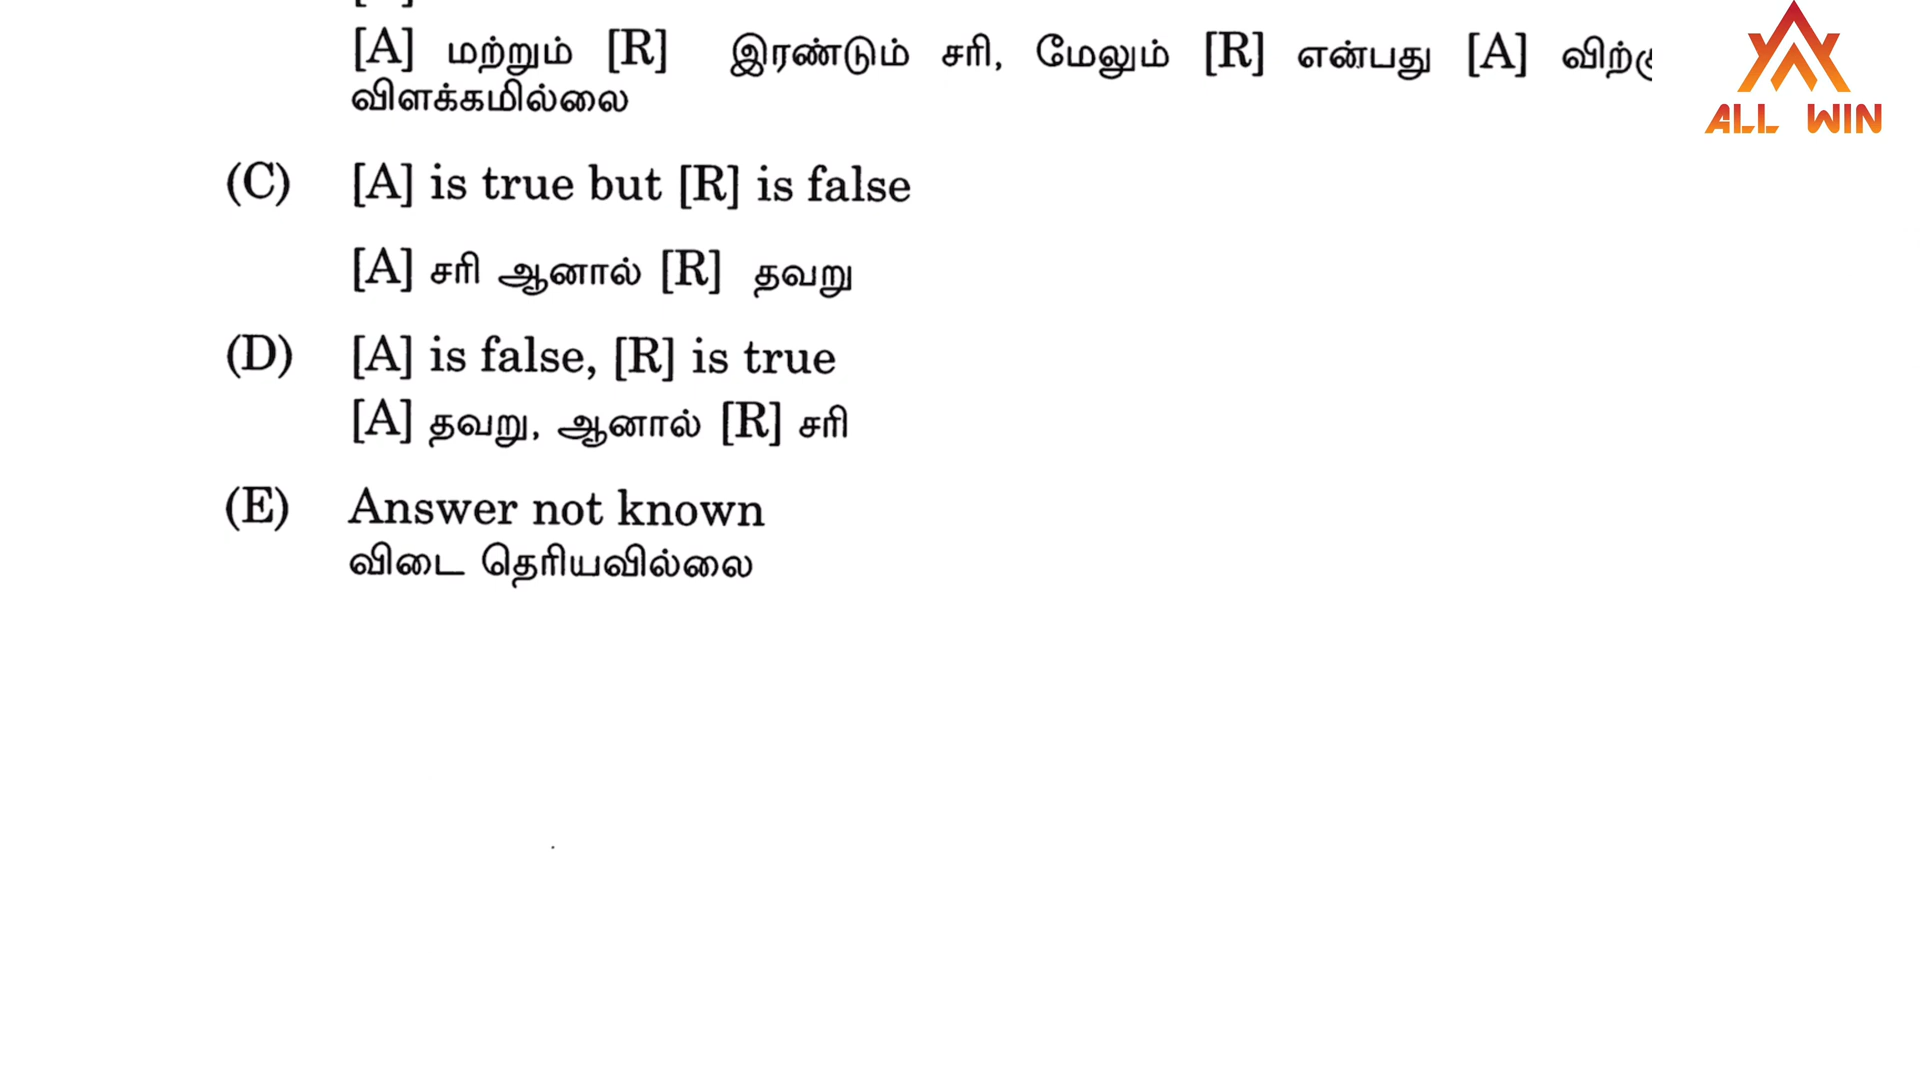 [A] மற்றும் [R] இரண்டும் சரி, மேலும் [R] என்பது [A]
விளக்கமில்லை
ALL WIN
(C) [A] is true but [R] is false
[A] சரி ஆனால் [R] தவறு
(D) [A] is false, [R] is true
[A] தவறு, ஆனால் [R] சரி
(E) Answer not known
விடை தெரியவில்லை